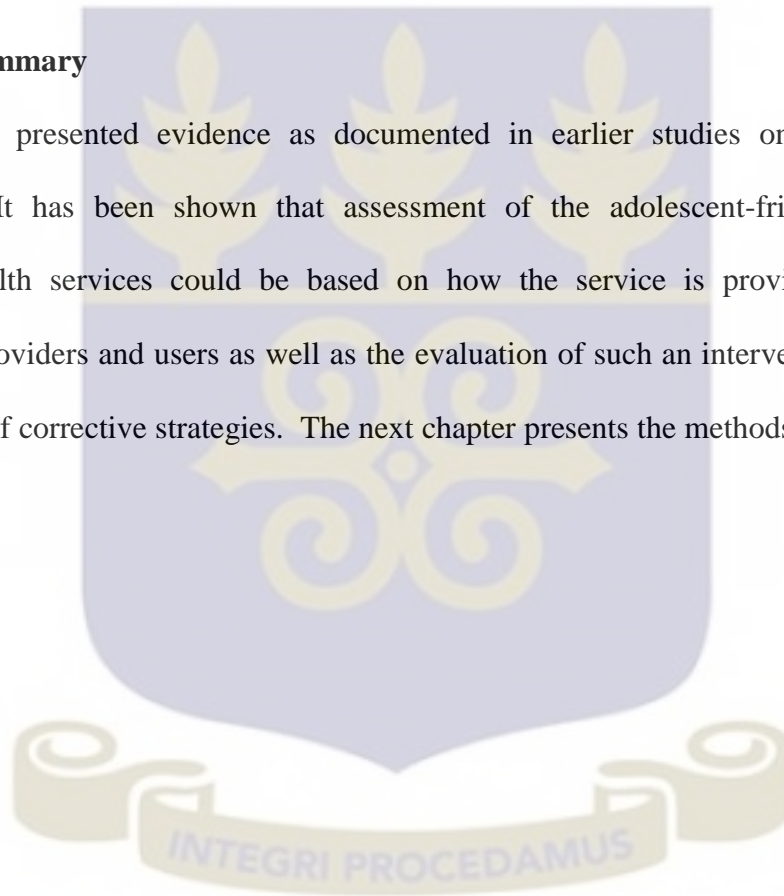 mmary
presented evidence as documented in earlier studies on
It has been shown that assessment of the adolescent-fri
lth services could be based on how the service is provi
oviders and users as well as the evaluation of such an interve
f corrective strategies. The next chapter presents the methods
INTEGRI PROCEDAMUS